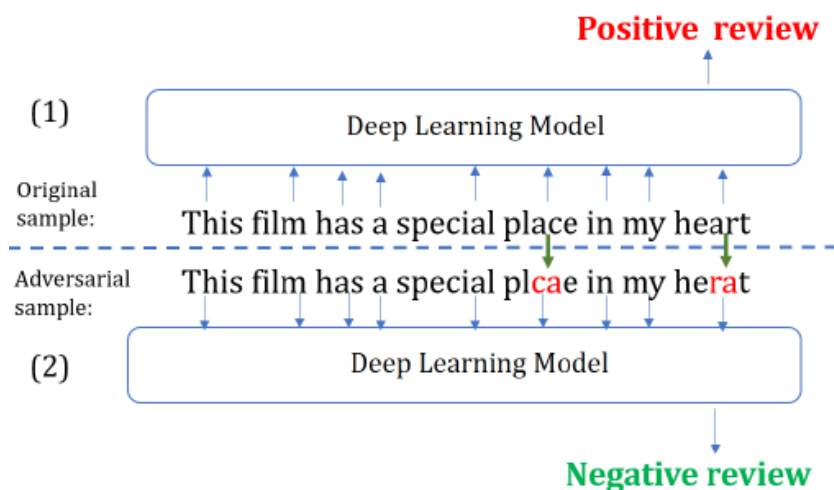 Positive review
(1)
Deep Learning Model
Original
sample:
This film has a special place in my heart
Adversarial
sample:
This film has a special plcae in my herat
(2)
Deep Learning Model
Negative review